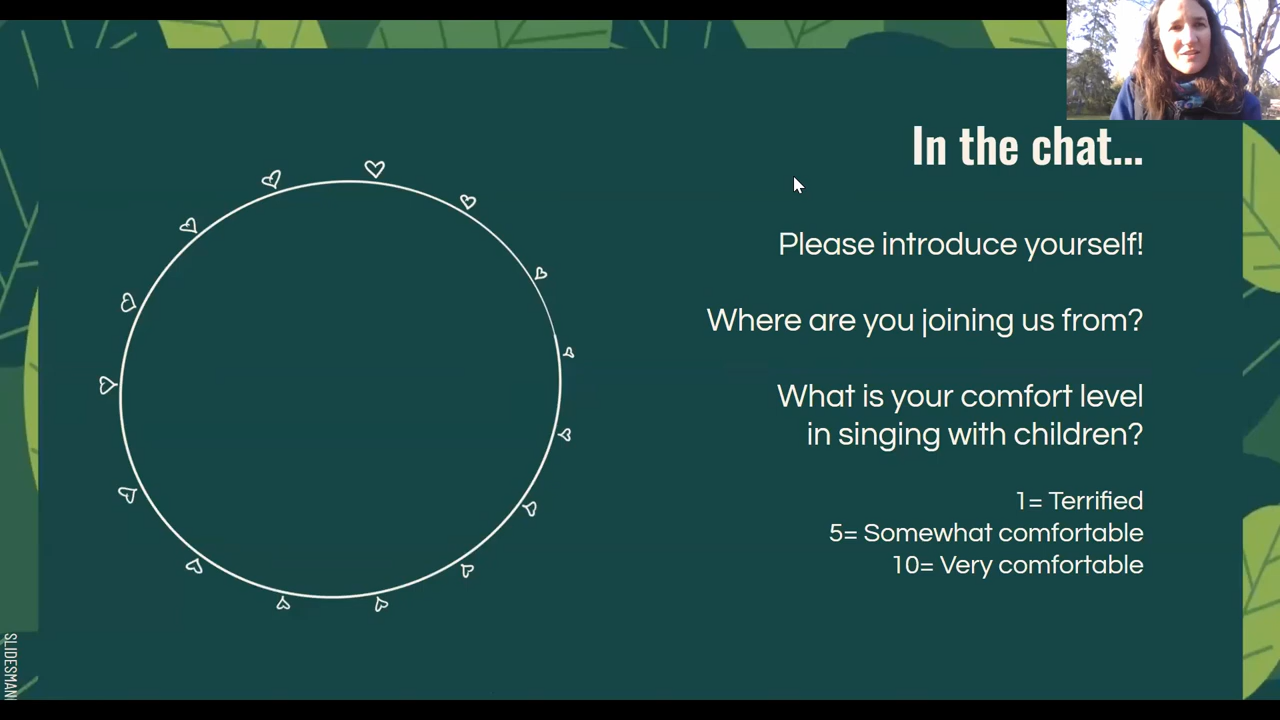 In the chat...
Please introduce yourself!
Where are you joining us from?
What is your comfort level
in singing with children?
1= Terrified
5= Somewhat comfortable
10= Very comfortable